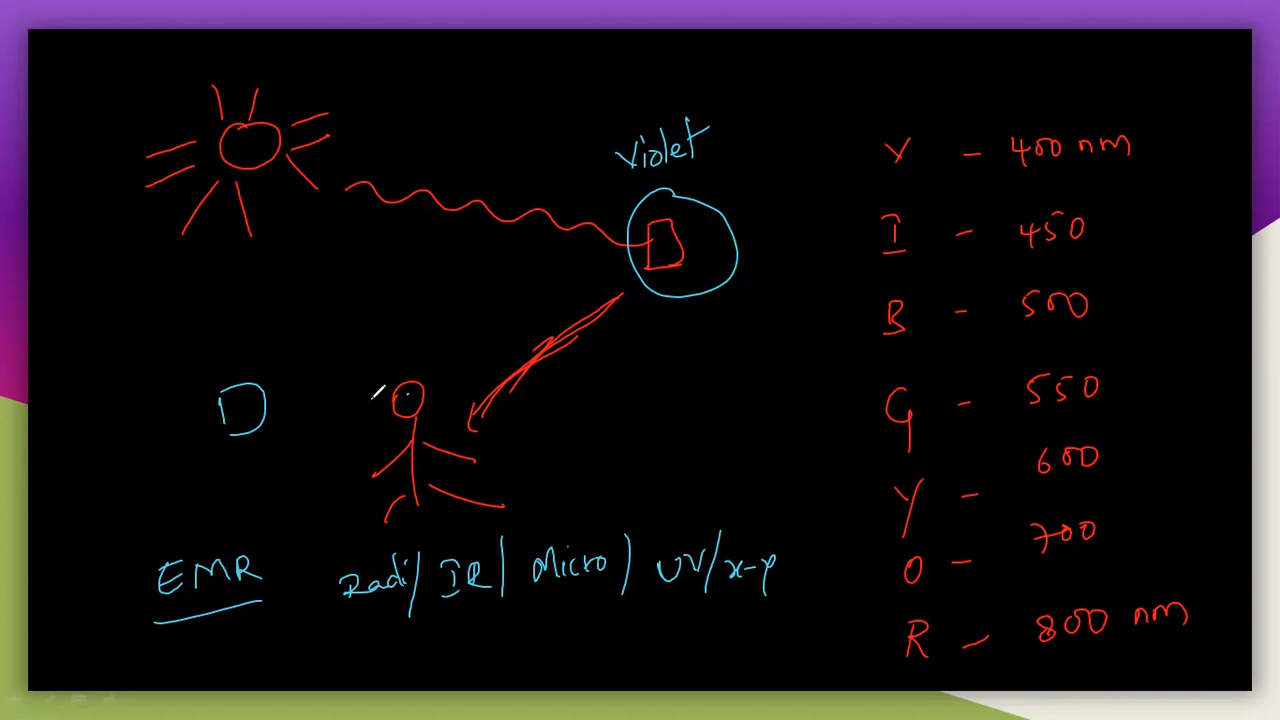 Violet
V - 400 nm
I - 450
B - 500
G - 550
Y - 600
O - 700
R - 800 nm
D
EMR Radi/ IR/ Micro/ UV/x-γ